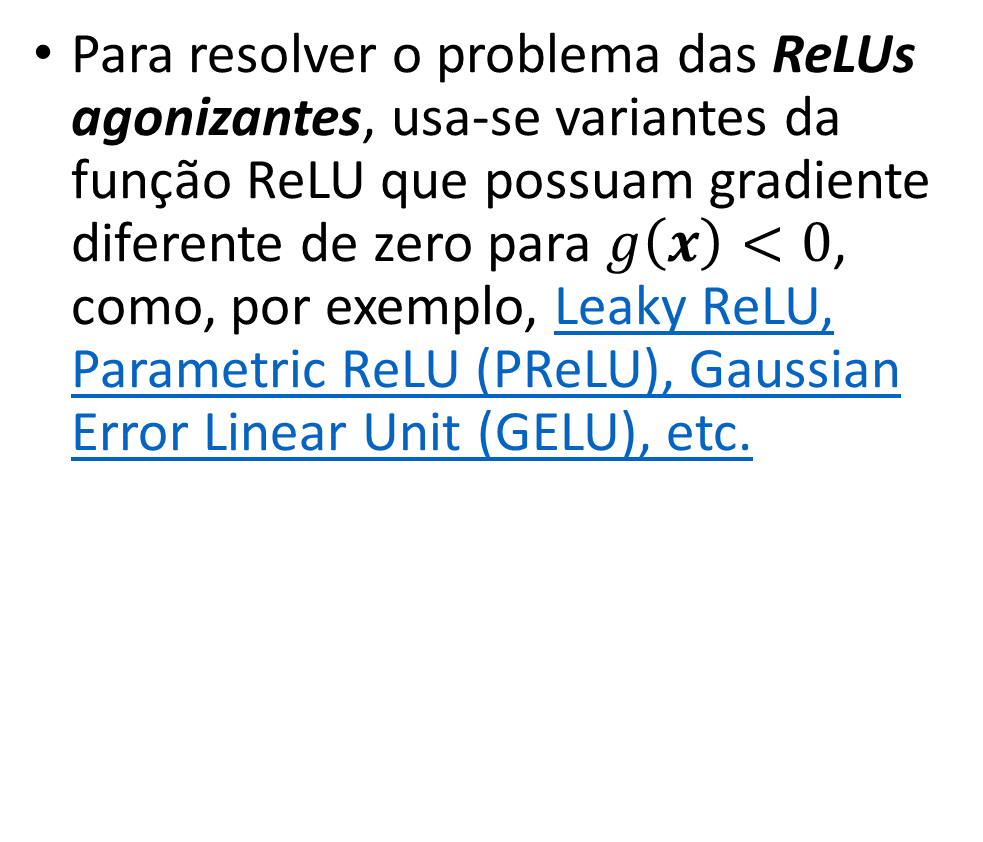 • Para resolver o problema das ReLUs
agonizantes, usa-se variantes da
função ReLU que possuam gradiente
diferente de zero para 𝑔(𝒙) < 0,
como, por exemplo, Leaky ReLU,
Parametric ReLU (PReLU), Gaussian
Error Linear Unit (GELU), etc.